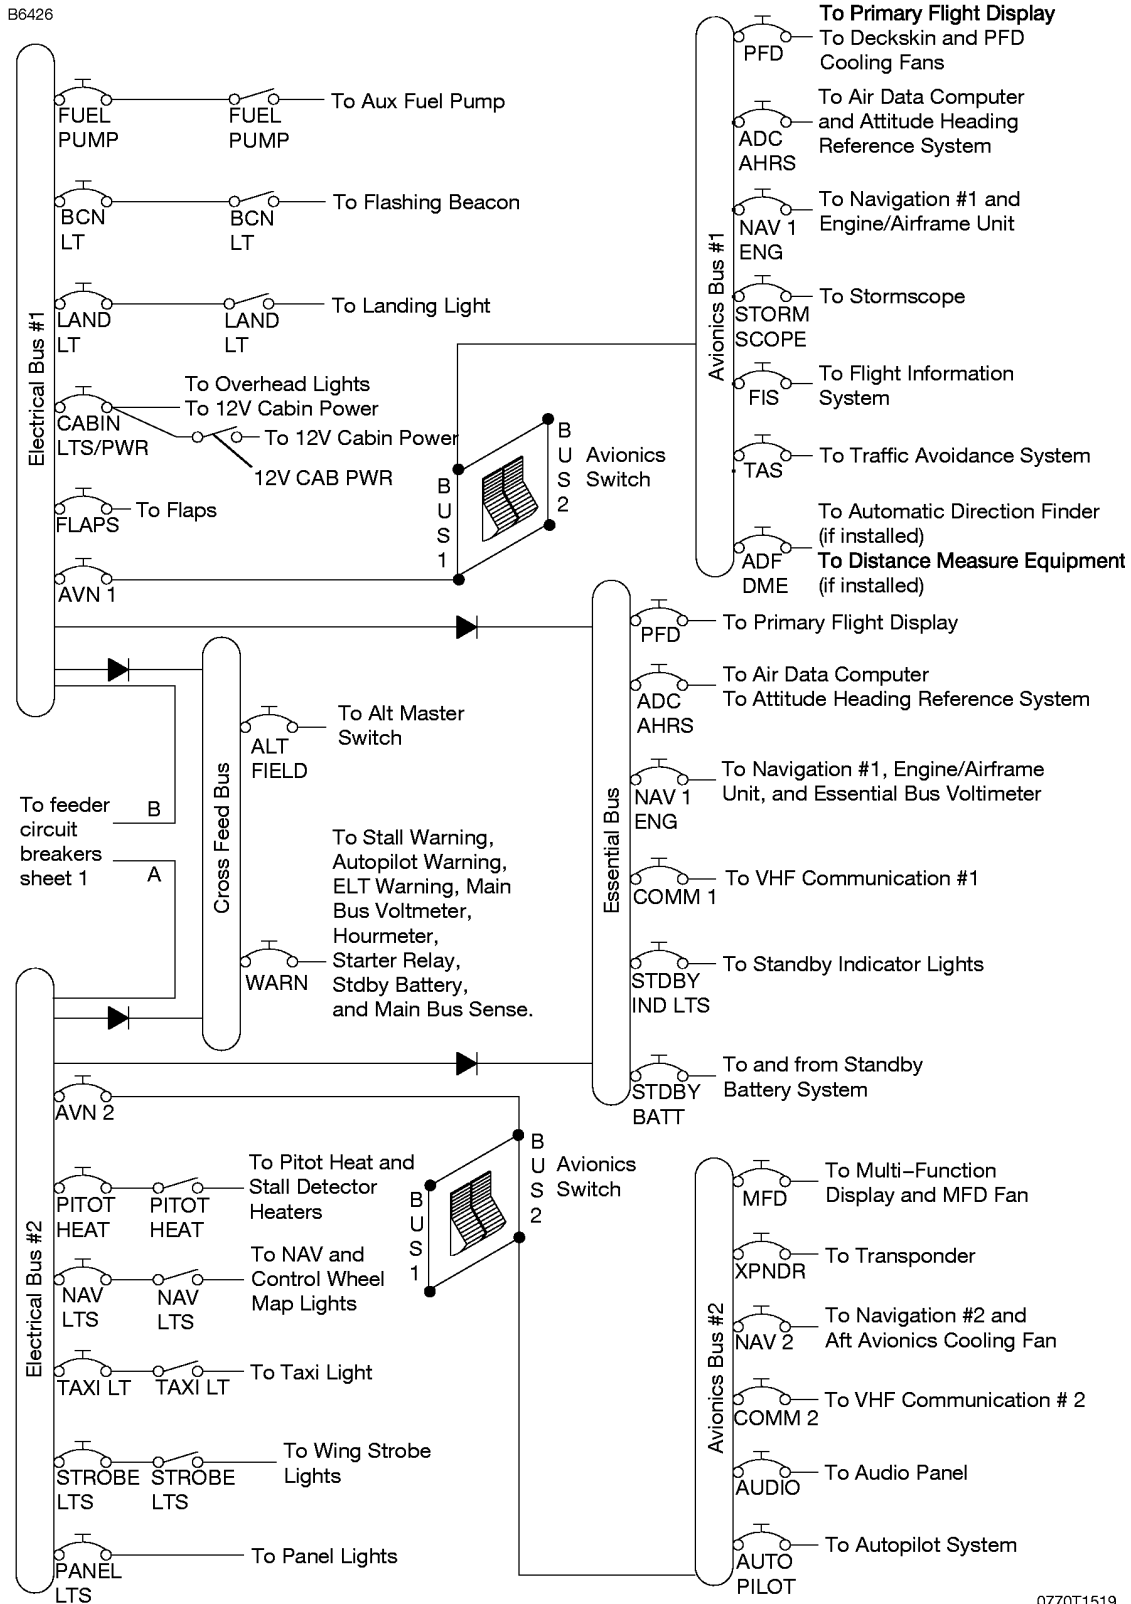 B6426
Electrical Bus #1
FUEL
PUMP
FUEL
PUMP
To Aux Fuel Pump
BCN
LT
BCN
LT
To Flashing Beacon
LAND
LT
LAND
LT
To Landing Light
CABIN
LTS/PWR
To Overhead Lights
To 12V Cabin Power
To 12V Cabin Power
12V CAB PWR
FLAPS
To Flaps
AVN 1
BUS 1
BUS 2
Avionics
Switch
Avionics Bus #1
PFD
To Primary Flight Display
To Deckskin and PFD
Cooling Fans
ADC
AHRS
To Air Data Computer
and Attitude Heading
Reference System
NAV 1
ENG
To Navigation #1 and
Engine/Airframe Unit
STORM
SCOPE
To Stormscope
FIS
To Flight Information
System
TAS
To Traffic Avoidance System
ADF
DME
To Automatic Direction Finder
(if installed)
To Distance Measure Equipment
(if installed)
Cross Feed Bus
ALT
FIELD
To Alt Master
Switch
WARN
To Stall Warning,
Autopilot Warning,
ELT Warning, Main
Bus Voltmeter,
Hourmeter,
Starter Relay,
Stdby Battery,
and Main Bus Sense.
To feeder
circuit
breakers
sheet 1
B
A
Essential Bus
PFD
To Primary Flight Display
ADC
AHRS
To Air Data Computer
To Attitude Heading Reference System
NAV 1
ENG
To Navigation #1, Engine/Airframe
Unit, and Essential Bus Voltimeter
COMM 1
To VHF Communication #1
STDBY
IND LTS
To Standby Indicator Lights
STDBY
BATT
To and from Standby
Battery System
Electrical Bus #2
AVN 2
BUS 1
BUS 2
Avionics
Switch
PITOT
HEAT
PITOT
HEAT
To Pitot Heat and
Stall Detector
Heaters
NAV
LTS
NAV
LTS
To NAV and
Control Wheel
Map Lights
TAXI LT
TAXI LT
To Taxi Light
STROBE
LTS
STROBE
LTS
To Wing Strobe
Lights
PANEL
LTS
To Panel Lights
Avionics Bus #2
MFD
To Multi–Function
Display and MFD Fan
XPNDR
To Transponder
NAV 2
To Navigation #2 and
Aft Avionics Cooling Fan
COMM 2
To VHF Communication # 2
AUDIO
To Audio Panel
AUTO
PILOT
To Autopilot System
0770T1519